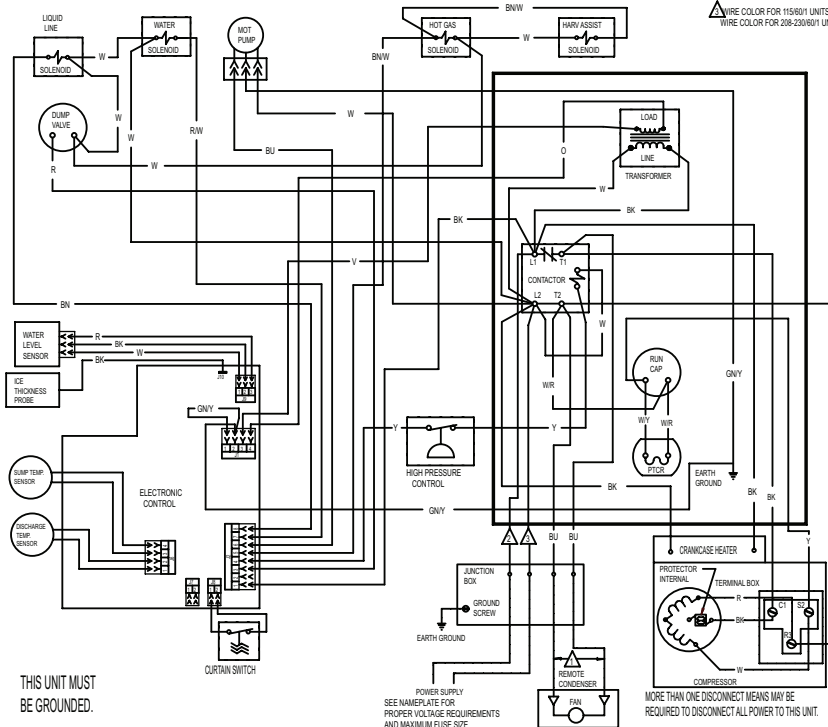 LIQUID
LINE
SOLENOID
WATER
SOLENOID
MOT
PUMP
HOT GAS
SOLENOID
HARV ASSIST
SOLENOID
BN/W
W
BN/W
W
W
W
R/W
BU
W
DUMP
VALVE
R
W
3 WIRE COLOR FOR 115/60/1 UNITS
WIRE COLOR FOR 208-230/60/1
LOAD
LINE
TRANSFORMER
O
W
BK
BK
V
L1
T1
CONTACTOR
L2
T2
W
W/R
BN
RUN
CAP
W/Y
W/R
PTCR
GN/Y
EARTH
GROUND
WATER
LEVEL
SENSOR
R
BK
W
BK
ICE
THICKNESS
PROBE
GN/Y
Y
Y
HIGH PRESSURE
CONTROL
SUMP TEMP.
SENSOR
ELECTRONIC
CONTROL
DISCHARGE
TEMP.
SENSOR
BK
GN/Y
BK
BK
BU
BU
Y
2
3
JUNCTION
BOX
GROUND
SCREW
EARTH GROUND
CRANKCASE HEATER
PROTECTOR
INTERNAL
TERMINAL BOX
R
BK
W
C1
S2
R3
COMPRESSOR
CURTAIN SWITCH
1
REMOTE
CONDENSER
FAN
POWER SUPPLY
SEE NAMEPLATE FOR
PROPER VOLTAGE REQUIREMENTS
AND MAXIMUM FUSE SIZE
THIS UNIT MUST
BE GROUNDED.
MORE THAN ONE DISCONNECT MEANS MAY BE
REQUIRED TO DISCONNECT ALL POWER TO THIS UNIT.